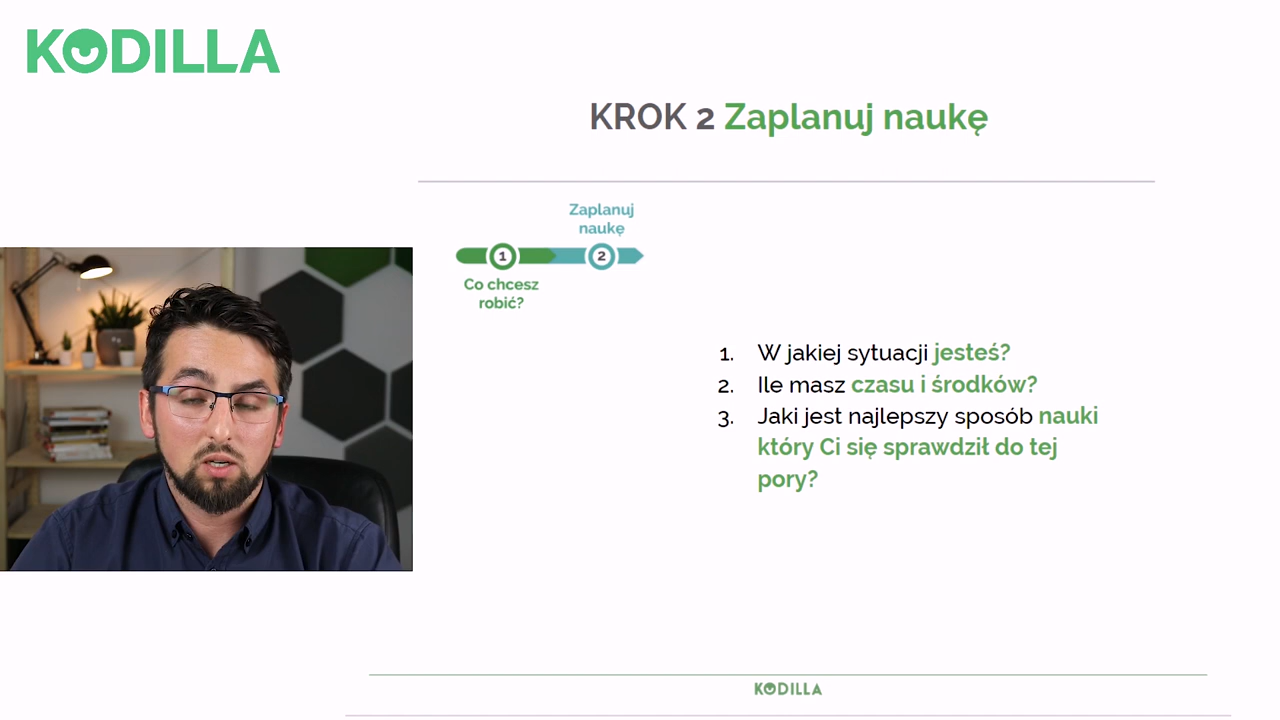 KODILLA
KROK 2 Zaplanuj naukę
Zaplanuj
naukę
1
2
Co chcesz
robić?
1. W jakiej sytuacji jesteś?
2. Ile masz czasu i środków?
3. Jaki jest najlepszy sposób nauki
który Ci się sprawdził do tej
pory?
KODILLA